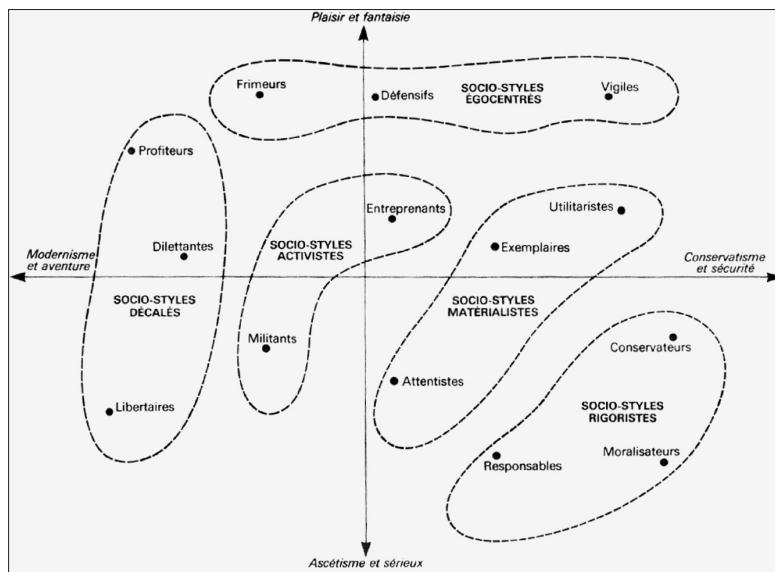 Plaisir et fantaisie
Frimeurs
Défensifs
SOCIO-STYLES
ÉGOCENTRÉS
Vigiles
Profiteurs
Entreprenants
Utilitaristes
Dilettantes
SOCIO-STYLES
ACTIVISTES
Exemplaires
Modernisme
et aventure
Conservatisme
et sécurité
SOCIO-STYLES
DÉCALÉS
SOCIO-STYLES
MATÉRIALISTES
Militants
Conservateurs
Attentistes
Libertaires
SOCIO-STYLES
RIGORISTES
Responsables
Moralisateurs
Ascétisme et sérieux